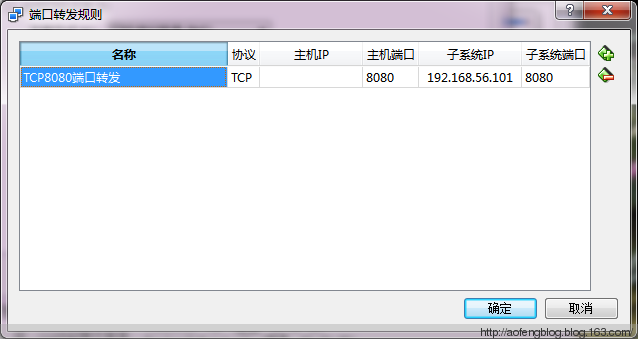 端口转发规则
名称 协议 主机IP 主机端口 子系统IP 子系统端口
TCP8080端口转发 TCP 8080 192.168.56.101 8080
确定 取消
http://aofengblog.blog.163.com/